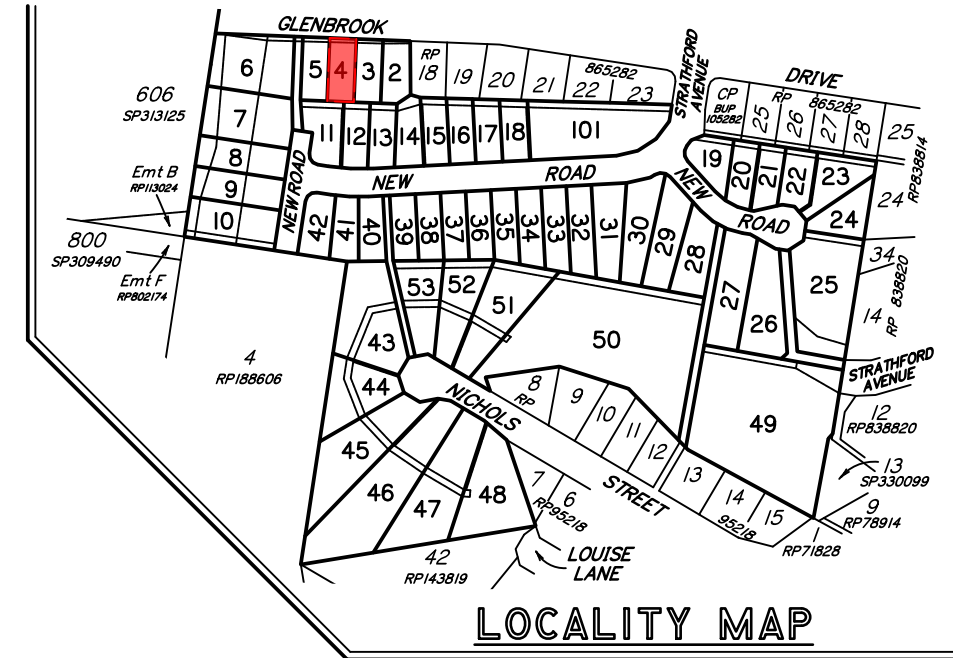 GLENBROOK
DRIVE
STRATHFORD
AVENUE
606
SP313125
6
7
8
9
10
5
4
3
2
RP
18
19
20
21
865282
22
23
CP
BUP
105282
25
RP
26
865282
27
28
25
RP838814
24
11
12
13
14
15
16
17
18
101
19
20
21
22
23
24
Emt B
RP113024
NEW ROAD
NEW
ROAD
NEW
ROAD
800
SP309490
Emt F
RP802174
42
41
40
39
38
37
36
35
34
33
32
31
30
29
28
27
26
25
34
RP 838820
14
53
52
51
50
43
44
45
46
47
48
49
4
RP188606
NICHOLS
STREET
8
RP
9
10
11
12
13
14
15
95218
STRATHFORD
AVENUE
12
RP838820
13
SP330099
9
RP78914
1
RP71828
7
6
RP95218
42
RP143819
LOUISE
LANE
LOCALITY MAP